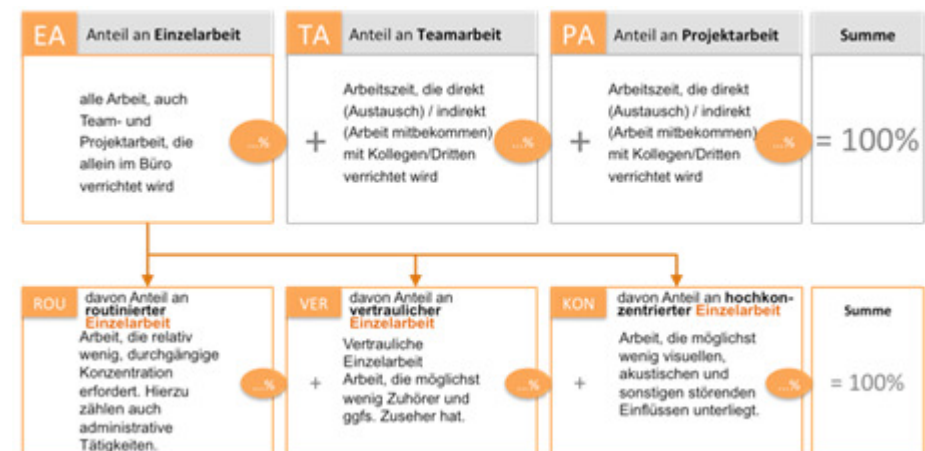 EA Anteil an Einzelarbeit
alle Arbeit, auch
Team- und
Projektarbeit, die
allein im Büro
verrichtet wird
...%
+
TA Anteil an Teamarbeit
Arbeitszeit, die direkt
(Austausch) / indirekt
(Arbeit mitbekommen)
mit Kollegen/Dritten
verrichtet wird
...%
+
PA Anteil an Projektarbeit
Arbeitszeit, die direkt
(Austausch) / indirekt
(Arbeit mitbekommen)
mit Kollegen/Dritten
verrichtet wird
...%
Summe
= 100%
ROU davon Anteil an
routinierter
Einzelarbeit
Arbeit, die relativ
wenig, durchgängige
Konzentration
erfordert. Hierzu
zählen auch
administrative
Tätigkeiten.
...%
+
VER davon Anteil an
vertraulicher
Einzelarbeit
Vertrauliche
Einzelarbeit
Arbeit, die möglichst
wenig Zuhörer und
ggfs. Zuseher hat.
...%
+
KON davon Anteil an hochkon-
zentrierter Einzelarbeit
Arbeit, die möglichst
wenig visuellen,
akustischen und
sonstigen störenden
Einflüssen unterliegt.
...%
Summe
= 100%